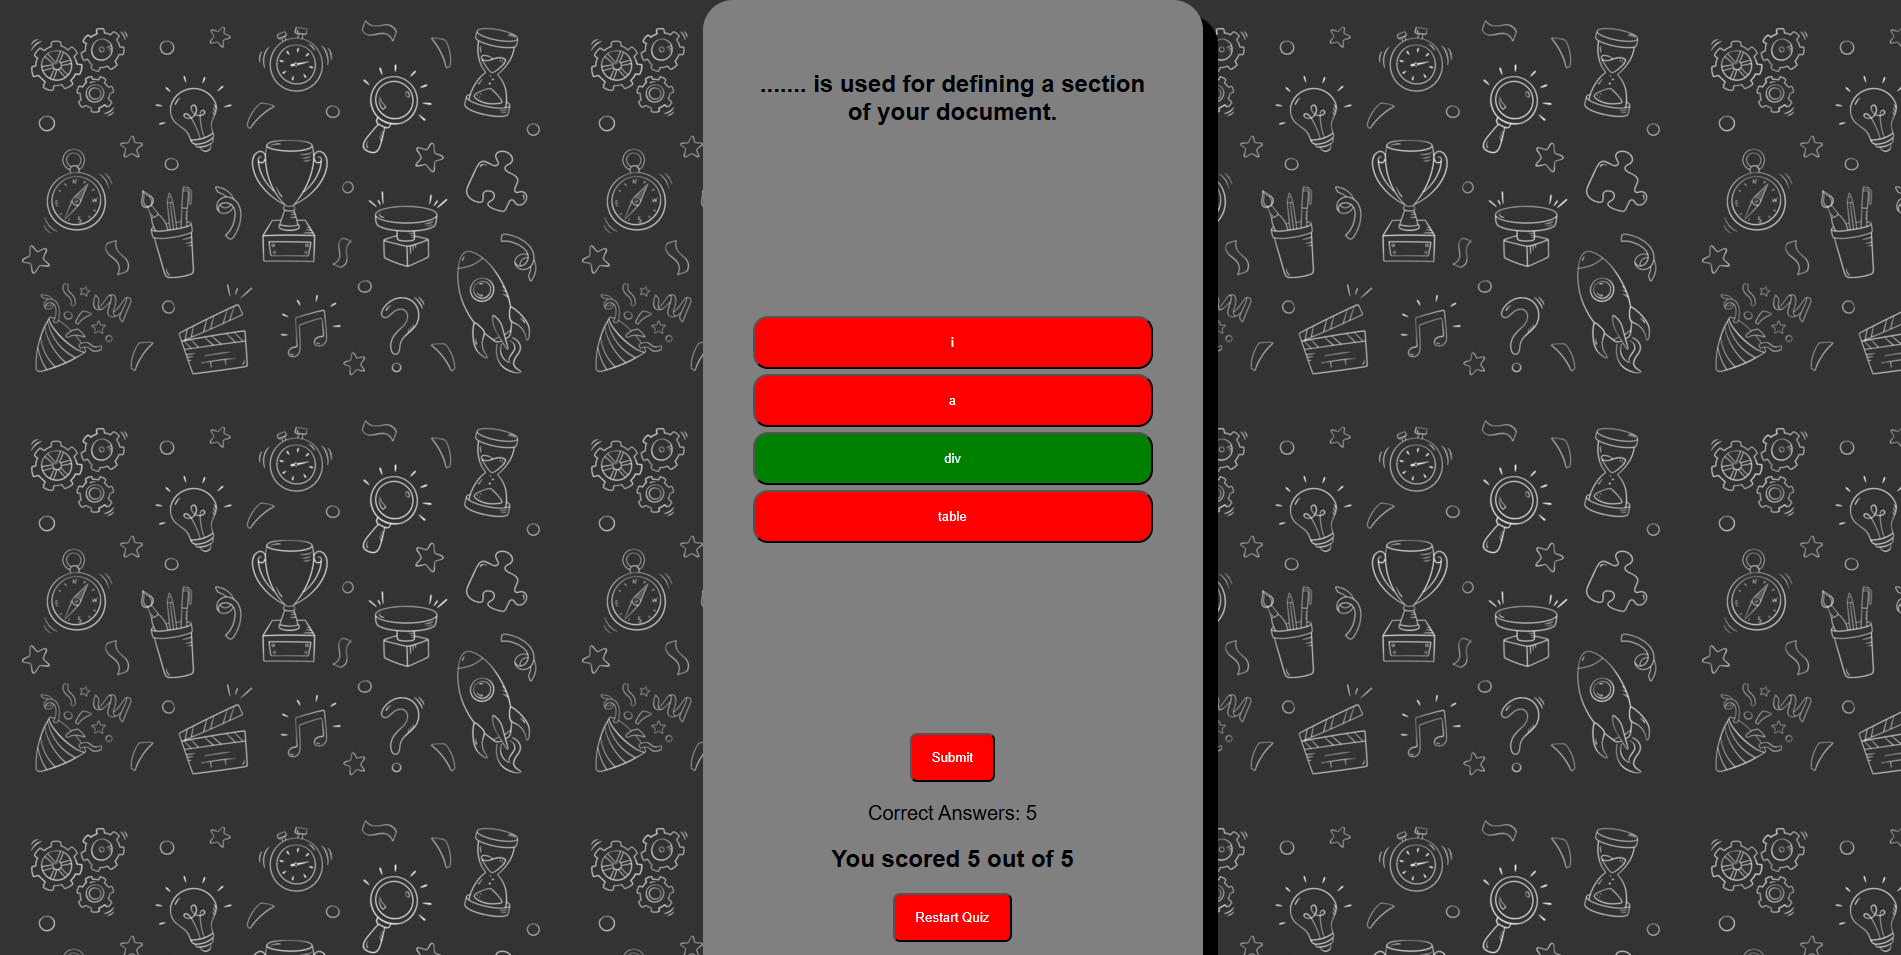 ....... is used for defining a section
of your document.
i
a
div
table
Submit
Correct Answers: 5
You scored 5 out of 5
Restart Quiz